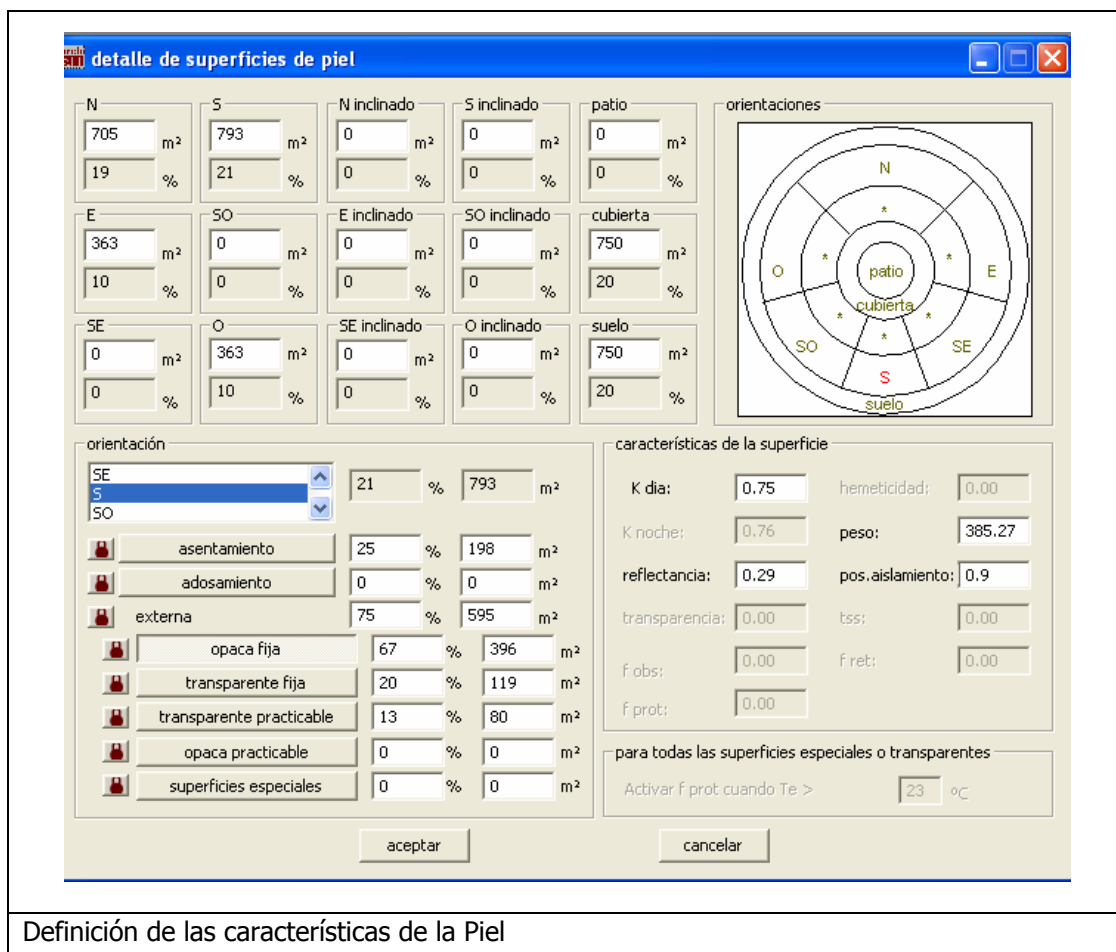 detalle de superficies de piel
N
705 m²
19 %
S
793 m²
21 %
N inclinado
0 m²
0 %
S inclinado
0 m²
0 %
patio
0 m²
0 %
E
363 m²
10 %
SO
0 m²
0 %
E inclinado
0 m²
0 %
SO inclinado
0 m²
0 %
cubierta
750 m²
20 %
SE
0 m²
0 %
O
363 m²
10 %
SE inclinado
0 m²
0 %
O inclinado
0 m²
0 %
suelo
750 m²
20 %
orientaciones
N
*
O * patio * E
cubierta
* *
SO * SE
S
suelo
orientación
SE
S
SO
21 % 793 m²
asentamiento 25 % 198 m²
adosamiento 0 % 0 m²
externa 75 % 595 m²
opaca fija 67 % 396 m²
transparente fija 20 % 119 m²
transparente practicable 13 % 80 m²
opaca practicable 0 % 0 m²
superficies especiales 0 % 0 m²
características de la superficie
K dia: 0.75 hemeticidad: 0.00
K noche: 0.76 peso: 385.27
reflectancia: 0.29 pos.aislamiento: 0.9
transparencia: 0.00 tss: 0.00
f obs: 0.00 f ret: 0.00
f prot: 0.00
para todas las superficies especiales o transparentes
Activar f prot cuando Te > 23 ºC
aceptar cancelar
Definición de las características de la Piel